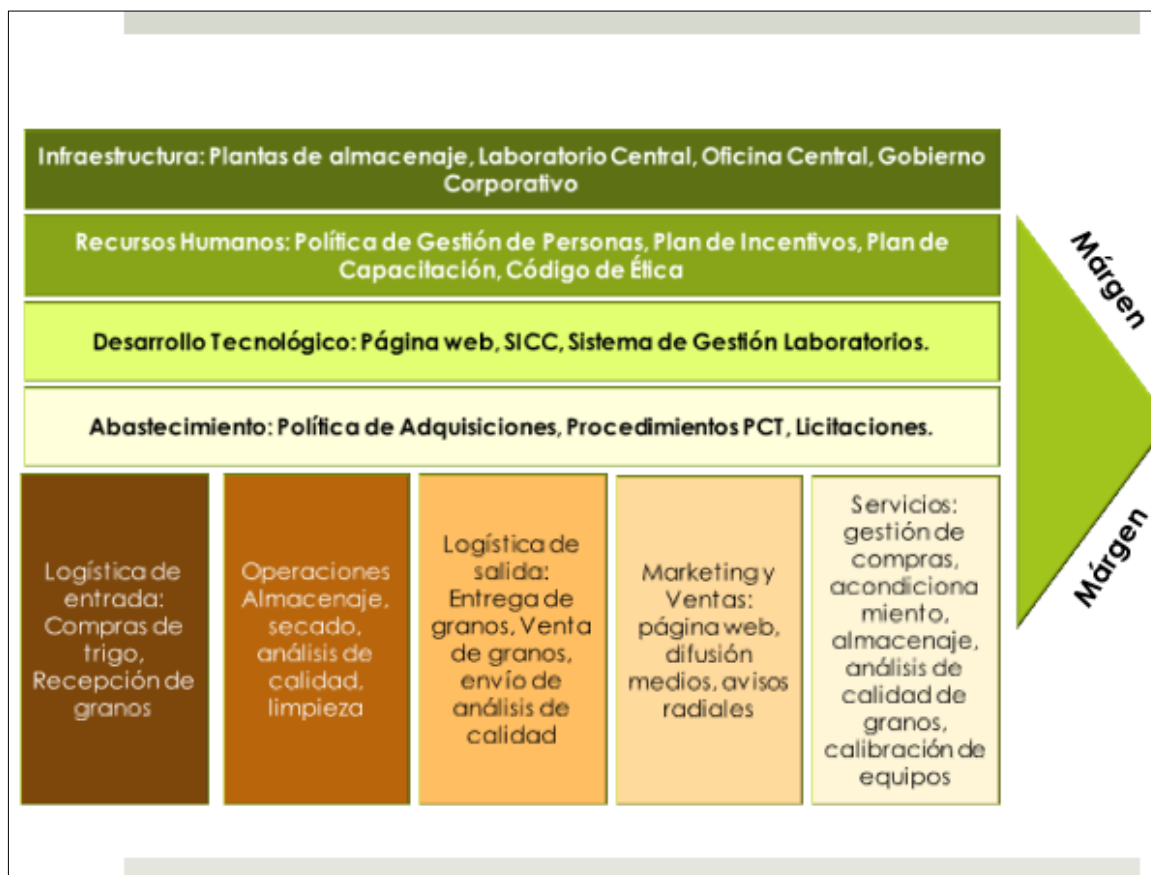 Infraestructura: Plantas de almacenaje, Laboratorio Central, Oficina Central, Gobierno
Corporativo
Recursos Humanos: Política de Gestión de Personas, Plan de Incentivos, Plan de
Capacitación, Código de Ética
Desarrollo Tecnológico: Página web, SICC, Sistema de Gestión Laboratorios.
Abastecimiento: Política de Adquisiciones, Procedimientos PCT, Licitaciones.
Logística de
entrada:
Compras de
trigo,
Recepción de
granos
Operaciones
Almacenaje,
secado,
análisis de
calidad,
limpieza
Logística de
salida:
Entrega de
granos, Venta
de granos,
envío de
análisis de
calidad
Marketing y
Ventas:
página web,
difusión
medios, avisos
radiales
Servicios:
gestión de
compras,
acondiciona
miento,
almacenaje,
análisis de
calidad de
granos,
calibración de
equipos
Márgen
Márgen